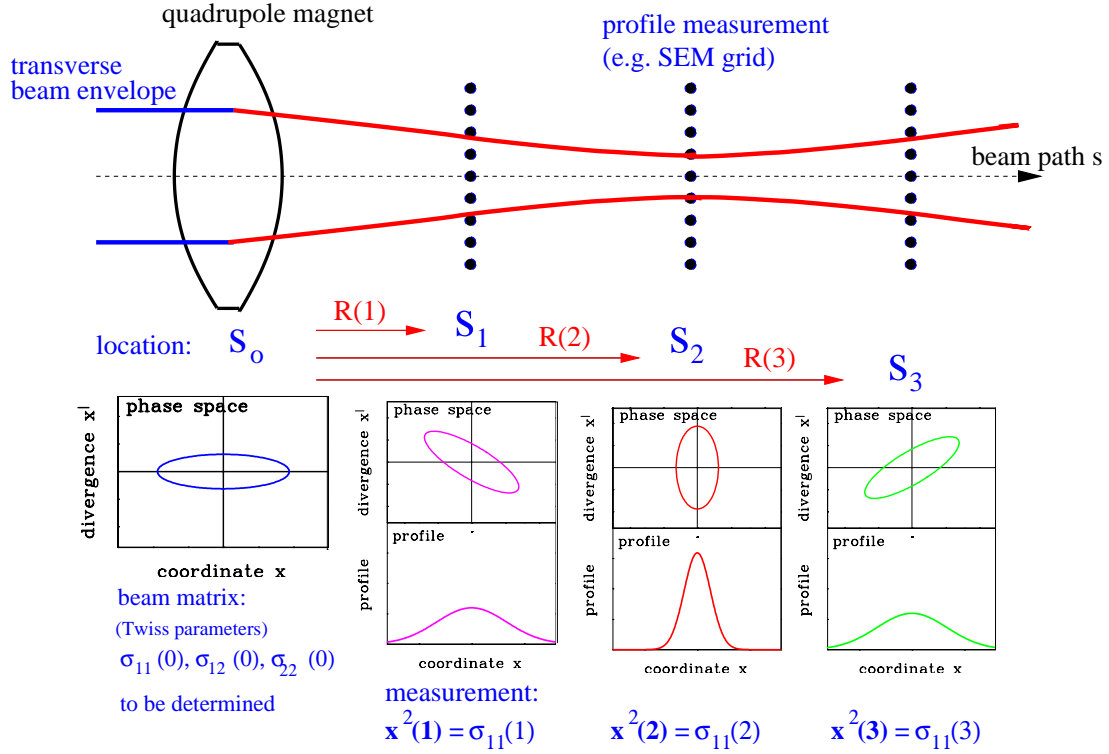 quadrupole magnet
profile measurement
(e.g. SEM grid)
transverse
beam envelope
beam path s
R(1)
R(2)
R(3)
location:
S₀
S₁
S₂
S₃
phase space
divergence x'
coordinate x
phase space
divergence x'
profile
profile
coordinate x
phase space
divergence x'
profile
profile
coordinate x
phase space
divergence x'
profile
profile
coordinate x
beam matrix:
(Twiss parameters)
σ₁₁ (0), σ₁₂ (0), σ₂₂ (0)
to be determined
measurement:
x²(1) = σ₁₁(1)
x²(2) = σ₁₁(2)
x²(3) = σ₁₁(3)